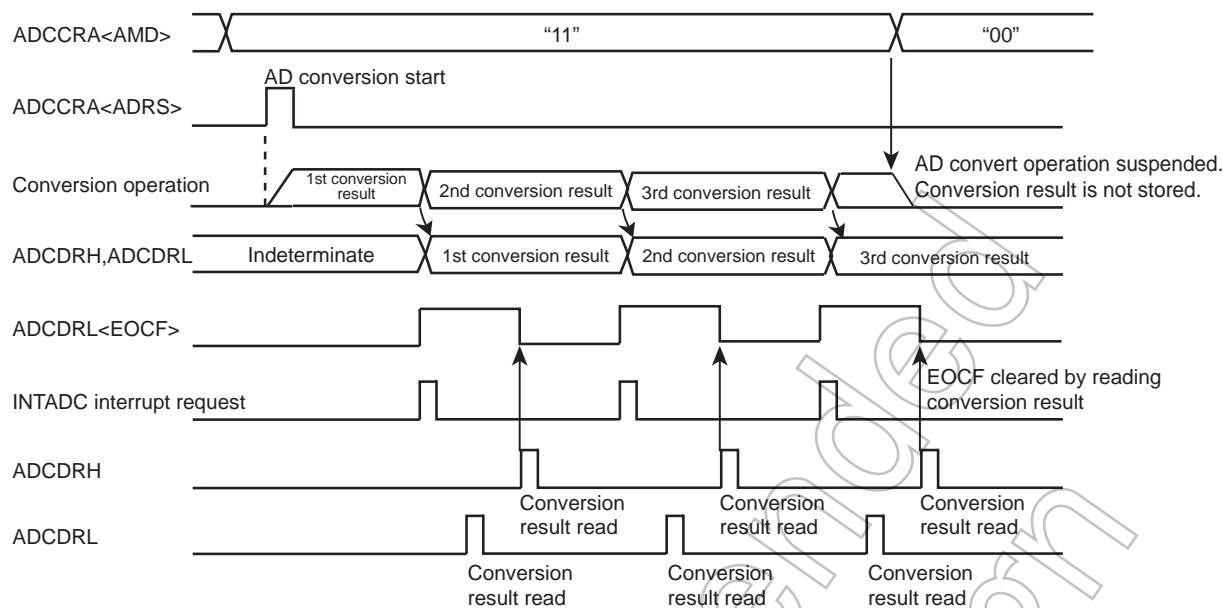 ADCCRA<AMD>
“11”
“00”
AD conversion start
ADCCRA<ADRS>
Conversion operation
1st conversion
result
2nd conversion result
3rd conversion result
AD convert operation suspended.
Conversion result is not stored.
ADCDRH,ADCDRL
Indeterminate
1st conversion result
2nd conversion result
3rd conversion result
ADCDRL<EOCF>
EOCF cleared by reading
conversion result
INTADC interrupt request
ADCDRH
Conversion
result read
Conversion
result read
Conversion
result read
ADCDRL
Conversion
result read
Conversion
result read
Conversion
result read